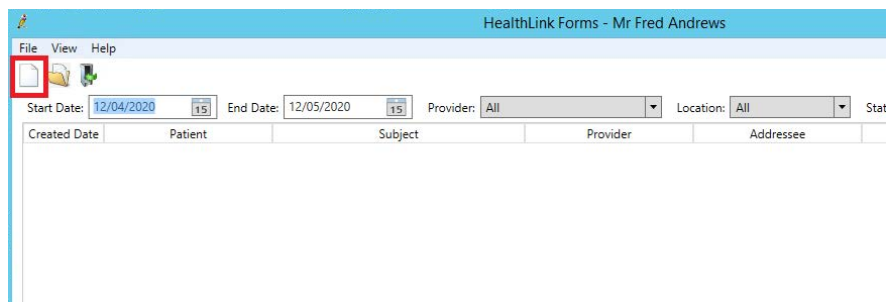 HealthLink Forms - Mr Fred Andrews
File View Help
Start Date: 12/04/2020 15 End Date: 12/05/2020 15 Provider: All Location: All Stat
Created Date Patient Subject Provider Addressee